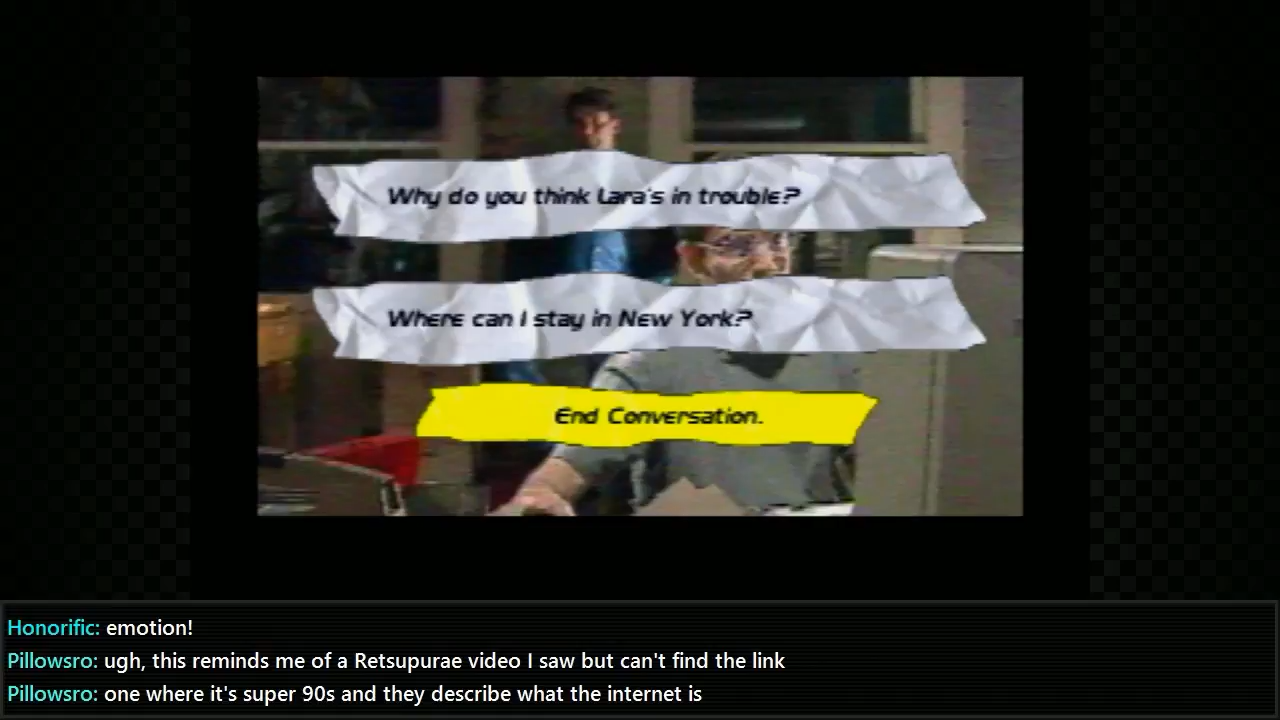 Why do you think Lara's in trouble?
Where can I stay in New York?
End Conversation.
Honorific: emotion!
Pillowsro: ugh, this reminds me of a Retsupurae video I saw but can't find the link
Pillowsro: one where it's super 90s and they describe what the internet is